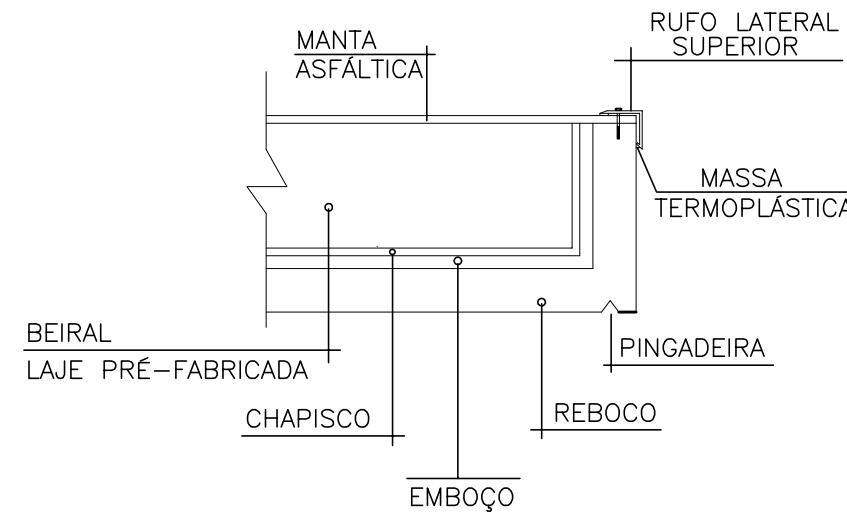 RUFO LATERAL
SUPERIOR
MANTA
ASFÁLTICA
MASSA
TERMOPLÁSTICA
BEIRAL
LAJE PRÉ-FABRICADA
PINGADEIRA
CHAPISCO
REBOCO
EMBOÇO